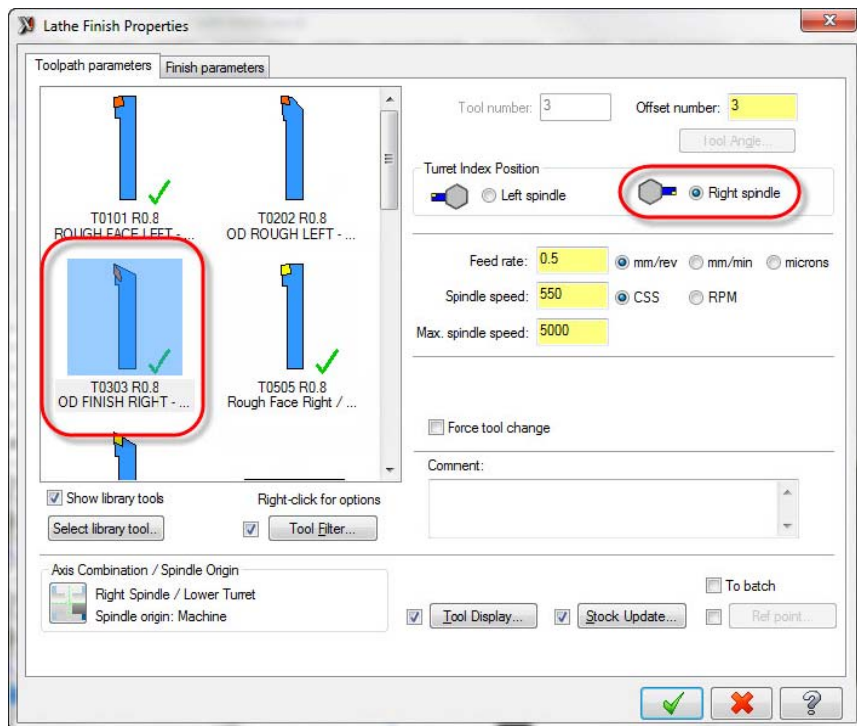 Lathe Finish Properties
Toolpath parameters
Finish parameters
T0101 R0.8
ROUGH FACE LEFT - ...
T0202 R0.8
OD ROUGH LEFT - ...
T0303 R0.8
OD FINISH RIGHT - ...
T0505 R0.8
Rough Face Right / ...
Show library tools
Right-click for options
Select library tool...
Tool Filter...
Axis Combination / Spindle Origin
Right Spindle / Lower Turret
Spindle origin: Machine
Tool number: 3
Offset number: 3
Tool Angle...
Turret Index Position
Left spindle
Right spindle
Feed rate: 0.5 mm/rev mm/min microns
Spindle speed: 550 CSS RPM
Max. spindle speed: 5000
Force tool change
Comment:
To batch
Tool Display...
Stock Update...
Ref point...